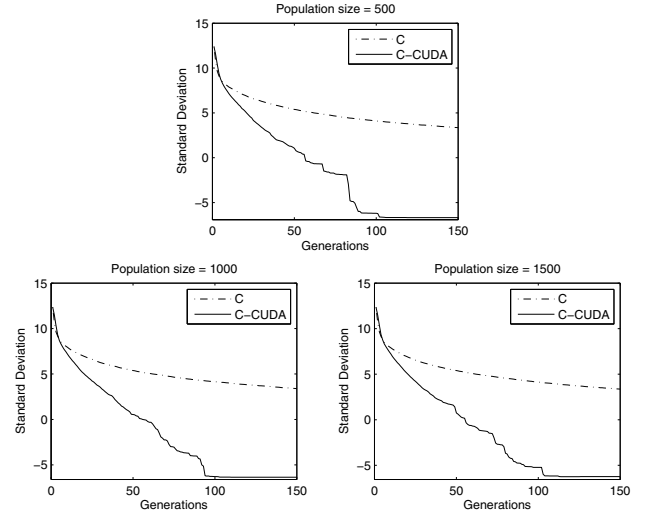 Population size = 500
15
10
5
0
−5
Standard Deviation
C
C−CUDA
0
50
100
150
Generations
Population size = 1000
15
10
5
0
−5
Standard Deviation
C
C−CUDA
0
50
100
150
Generations
Population size = 1500
15
10
5
0
−5
Standard Deviation
C
C−CUDA
0
50
100
150
Generations